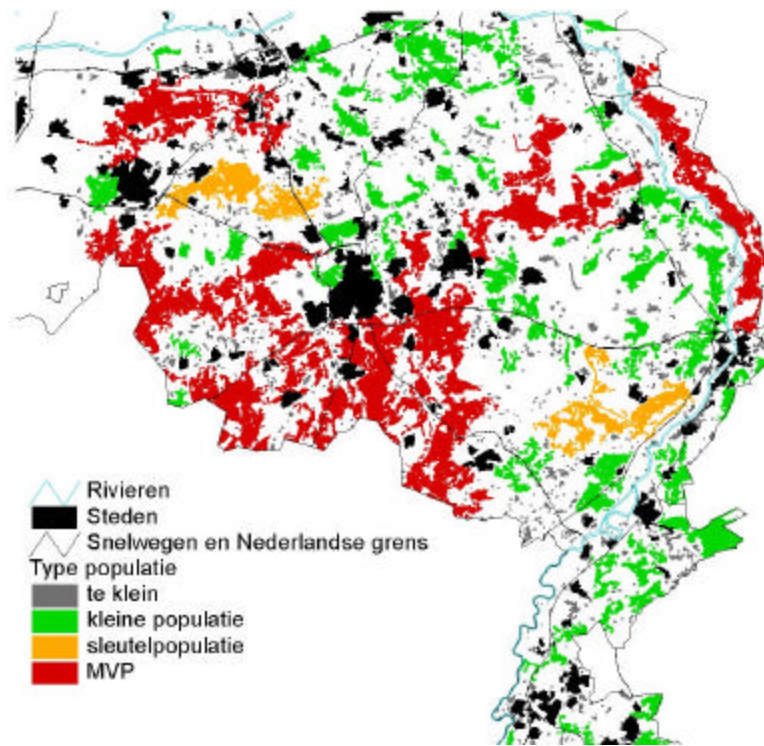 Rivieren
Steden
Snelwegen en Nederlandse grens
Type populatie
te klein
kleine populatie
sleutelpopulatie
MVP